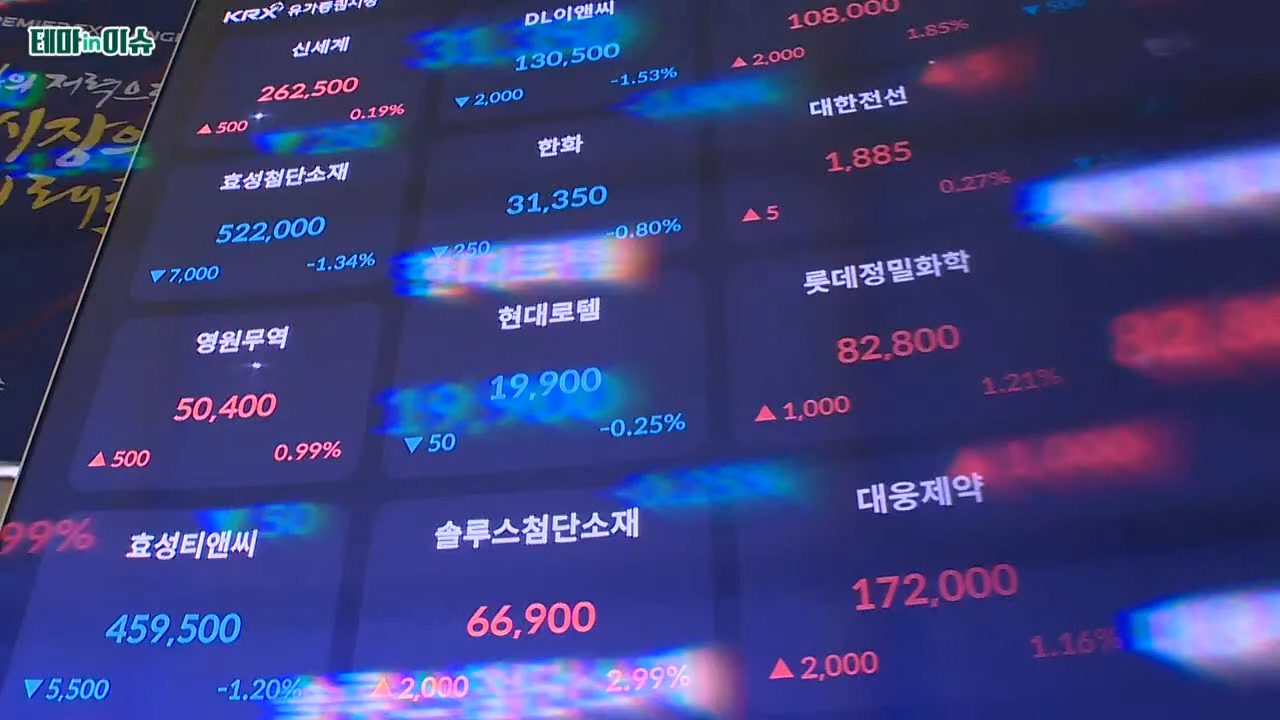 테마in이슈
KRX 유가증권시장
신세계
262,500
▲500 0.19%
효성첨단소재
522,000
▼7,000 -1.34%
영원무역
50,400
▲500 0.99%
효성티앤씨
459,500
▼5,500 -1.20%
DL이앤씨
130,500
▼2,000 -1.53%
한화
31,350
▼250 -0.80%
현대로템
19,900
▼50 -0.25%
솔루스첨단소재
66,900
▲2,000 2.99%
108,000
▲2,000 1.85%
대한전선
1,885
▲5 0.27%
롯데정밀화학
82,800
▲1,000 1.21%
대웅제약
172,000
▲2,000 1.16%